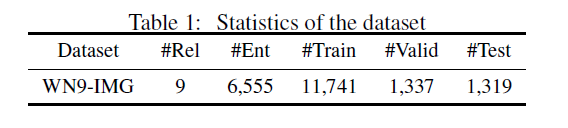 Table 1: Statistics of the dataset
Dataset #Rel #Ent #Train #Valid #Test
WN9-IMG 9 6,555 11,741 1,337 1,319